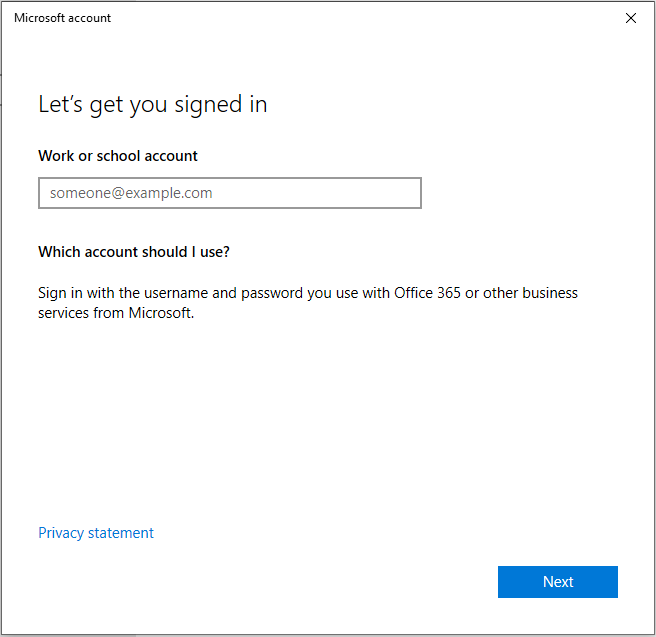 Microsoft account
Let's get you signed in
Work or school account
someone@example.com
Which account should I use?
Sign in with the username and password you use with Office 365 or other business
services from Microsoft.
Privacy statement
Next